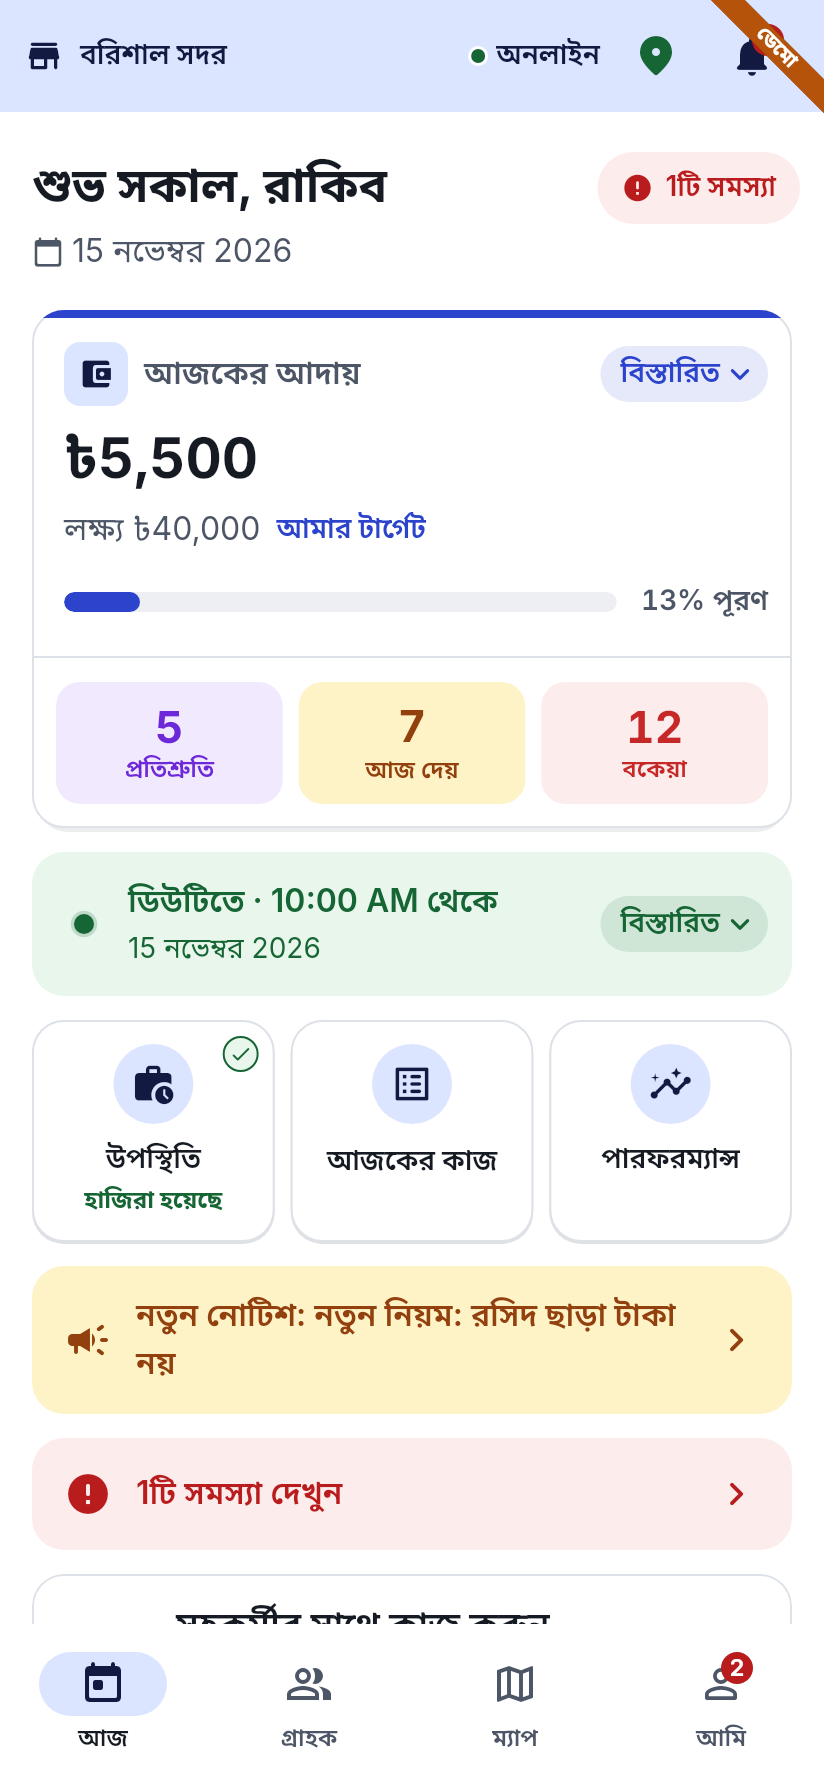 বরিশাল সদর
অনলাইন
ডেমো
শুভ সকাল, রাকিব
1টি সমস্যা
15 নভেম্বর 2026
আজকের আদায়
বিস্তারিত
৳5,500
লক্ষ্য ৳40,000 আমার টার্গেট
13% পূরণ
5
প্রতিশ্রুতি
7
আজ দেয়
12
বকেয়া
ডিউটিতে · 10:00 AM থেকে
15 নভেম্বর 2026
বিস্তারিত
উপস্থিতি
হাজিরা হয়েছে
আজকের কাজ
পারফরম্যান্স
নতুন নোটিশ: নতুন নিয়ম: রসিদ ছাড়া টাকা
নয়
1টি সমস্যা দেখুন
সহকর্মীর সাথে কাজ করুন
আজ
গ্রাহক
ম্যাপ
2
আমি